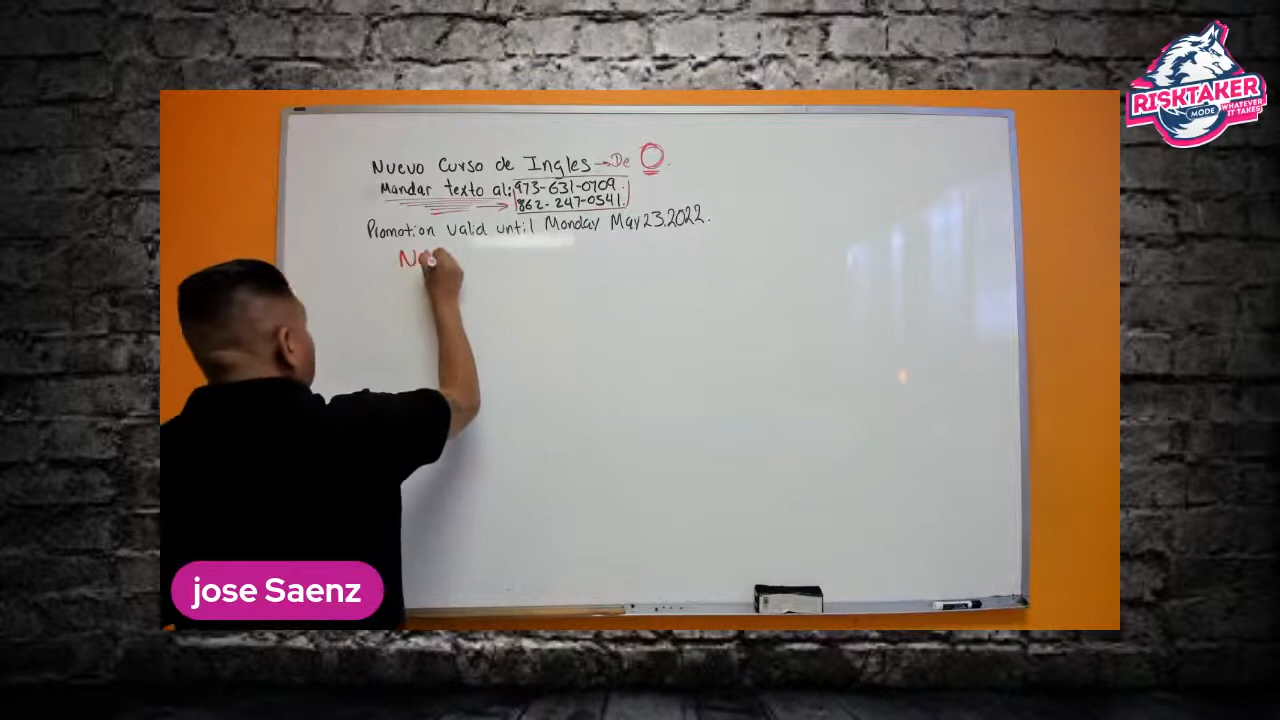 Nuevo Curso de Ingles → De 0.
Mandar texto al: 973-631-0709
862-247-0541.
Promotion valid until Monday May 23.2022.
jose Saenz
RISKTAKER
MODE
WHATEVER
IT TAKES!